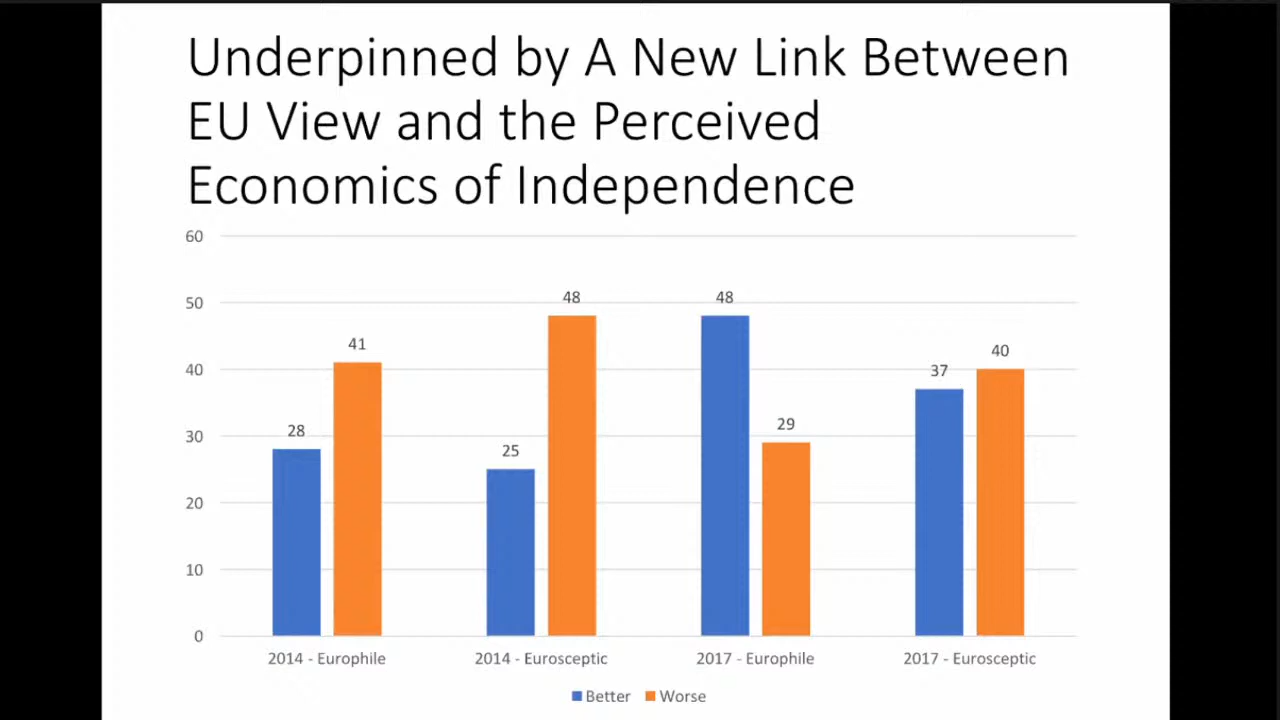 Underpinned by A New Link Between
EU View and the Perceived
Economics of Independence
60
50
40
30
20
10
0
28
41
25
48
48
29
37
40
2014 - Europhile
2014 - Eurosceptic
2017 - Europhile
2017 - Eurosceptic
Better
Worse